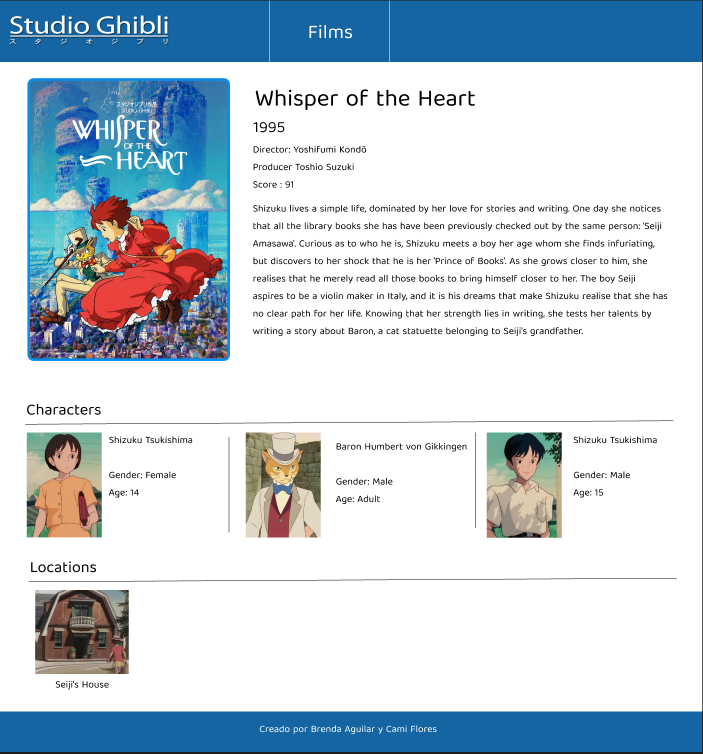 Studio Ghibli
スタジオジブリ
Films
スタジオジブリ作品
STUDIO GHIBLI
WHISPER
OF THE
HEART
Whisper of the Heart
1995
Director: Yoshifumi Kondō
Producer Toshio Suzuki
Score : 91
Shizuku lives a simple life, dominated by her love for stories and writing. One day she notices
that all the library books she has have been previously checked out by the same person: 'Seiji
Amasawa'. Curious as to who he is, Shizuku meets a boy her age whom she finds infuriating,
but discovers to her shock that he is her 'Prince of Books'. As she grows closer to him, she
realises that he merely read all those books to bring himself closer to her. The boy Seiji
aspires to be a violin maker in Italy, and it is his dreams that make Shizuku realise that she has
no clear path for her life. Knowing that her strength lies in writing, she tests her talents by
writing a story about Baron, a cat statuette belonging to Seiji's grandfather.
Characters
Shizuku Tsukishima
Gender: Female
Age: 14
Baron Humbert von Gikkingen
Gender: Male
Age: Adult
Shizuku Tsukishima
Gender: Male
Age: 15
Locations
Seiji's House
Creado por Brenda Aguilar y Cami Flores